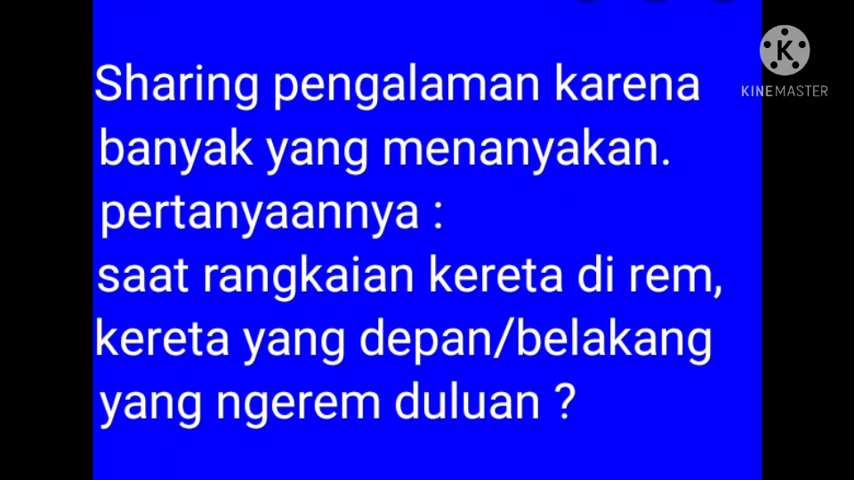 Sharing pengalaman karena
banyak yang menanyakan.
pertanyaannya :
saat rangkaian kereta di rem,
kereta yang depan/belakang
yang ngerem duluan ?
K
KINEMASTER